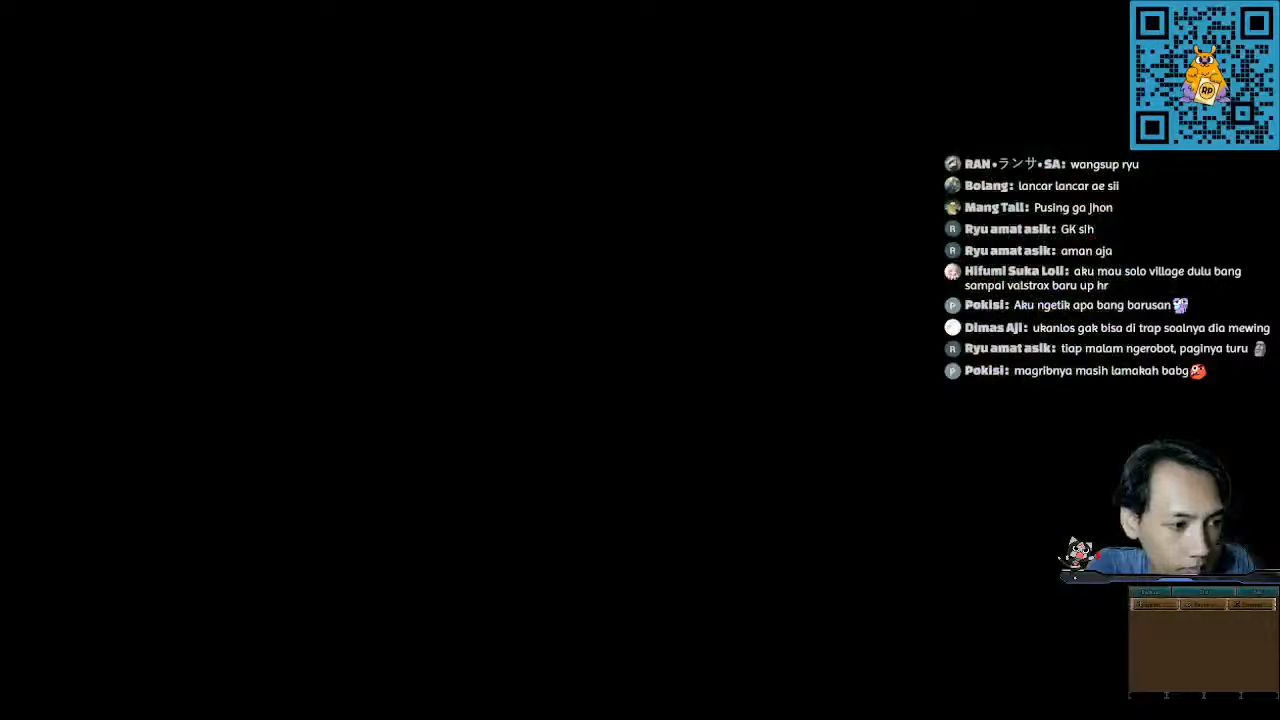 RP
RAN•ランサ•SA: wangsup ryu
Bolang: lancar lancar ae sii
Mang Tall: Pusing ga jhon
R Ryu amat asik: GK sih
R Ryu amat asik: aman aja
Hifumi Suka Loli: aku mau solo village dulu bang
sampai valstrax baru up hr
P Pokisi: Aku ngetik apa bang barusan
Dimas Aji: ukanlos gak bisa di trap soalnya dia mewing
R Ryu amat asik: tiap malam ngerobot, paginya turu
P Pokisi: magribnya masih lamakah babg